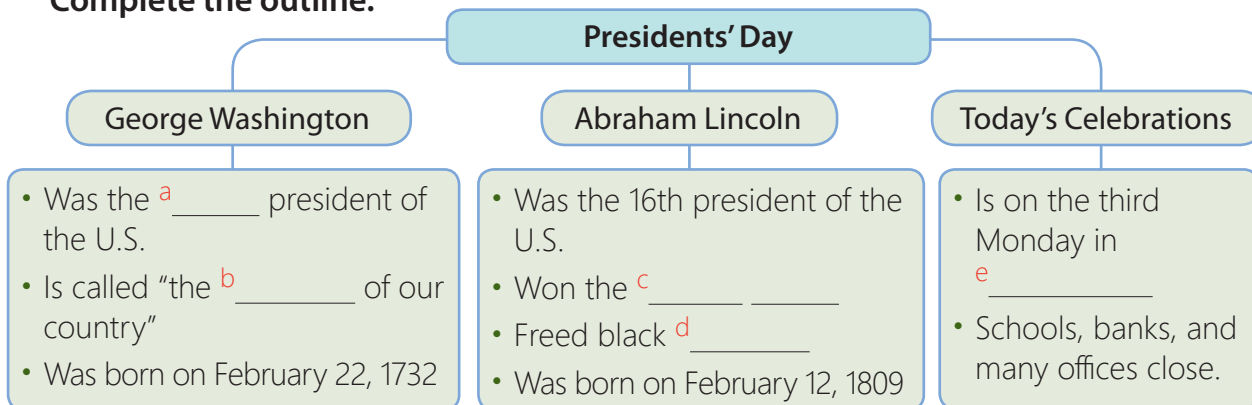 Complete the outline.
Presidents’ Day
George Washington
• Was the a______ president of
the U.S.
• Is called “the b________ of our
country”
• Was born on February 22, 1732
Abraham Lincoln
• Was the 16th president of the
U.S.
• Won the c______ ______
• Freed black d________
• Was born on February 12, 1809
Today’s Celebrations
• Is on the third
Monday in
e___________
• Schools, banks, and
many offices close.